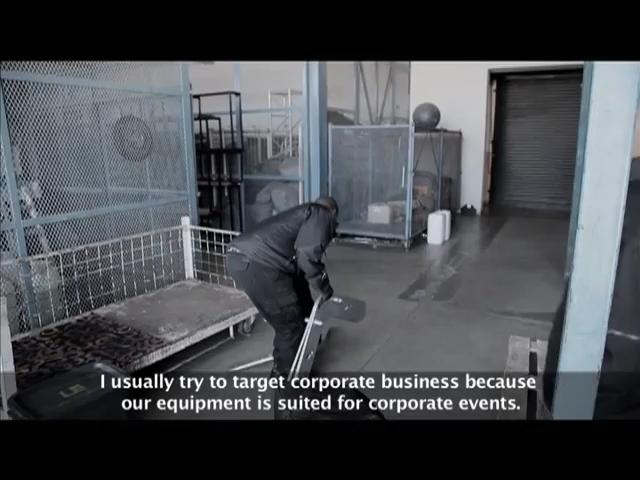 I usually try to target corporate business because
our equipment is suited for corporate events.